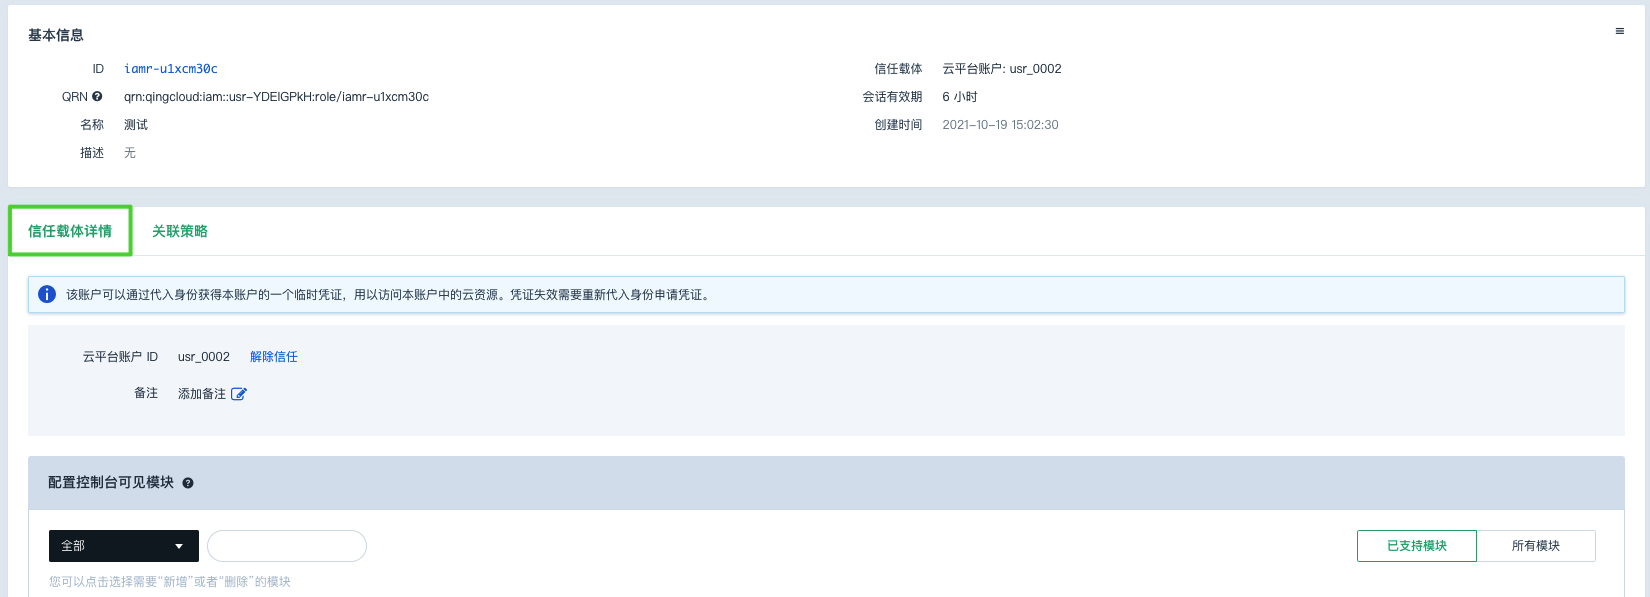 基本信息
ID iamr-u1xcm30c
QRN qrn:qingcloud:iam::usr-YDEIGPkH:role/iamr-u1xcm30c
名称 测试
描述 无
信任载体 云平台账户: usr_0002
会话有效期 6 小时
创建时间 2021-10-19 15:02:30
信任载体详情 关联策略
该账户可以通过代入身份获得本账户的一个临时凭证，用以访问本账户中的云资源。凭证失效需要重新代入身份申请凭证。
云平台账户 ID usr_0002 解除信任
备注 添加备注
配置控制台可见模块
全部 已支持模块 所有模块
您可以点击选择需要“新增”或者“删除”的模块